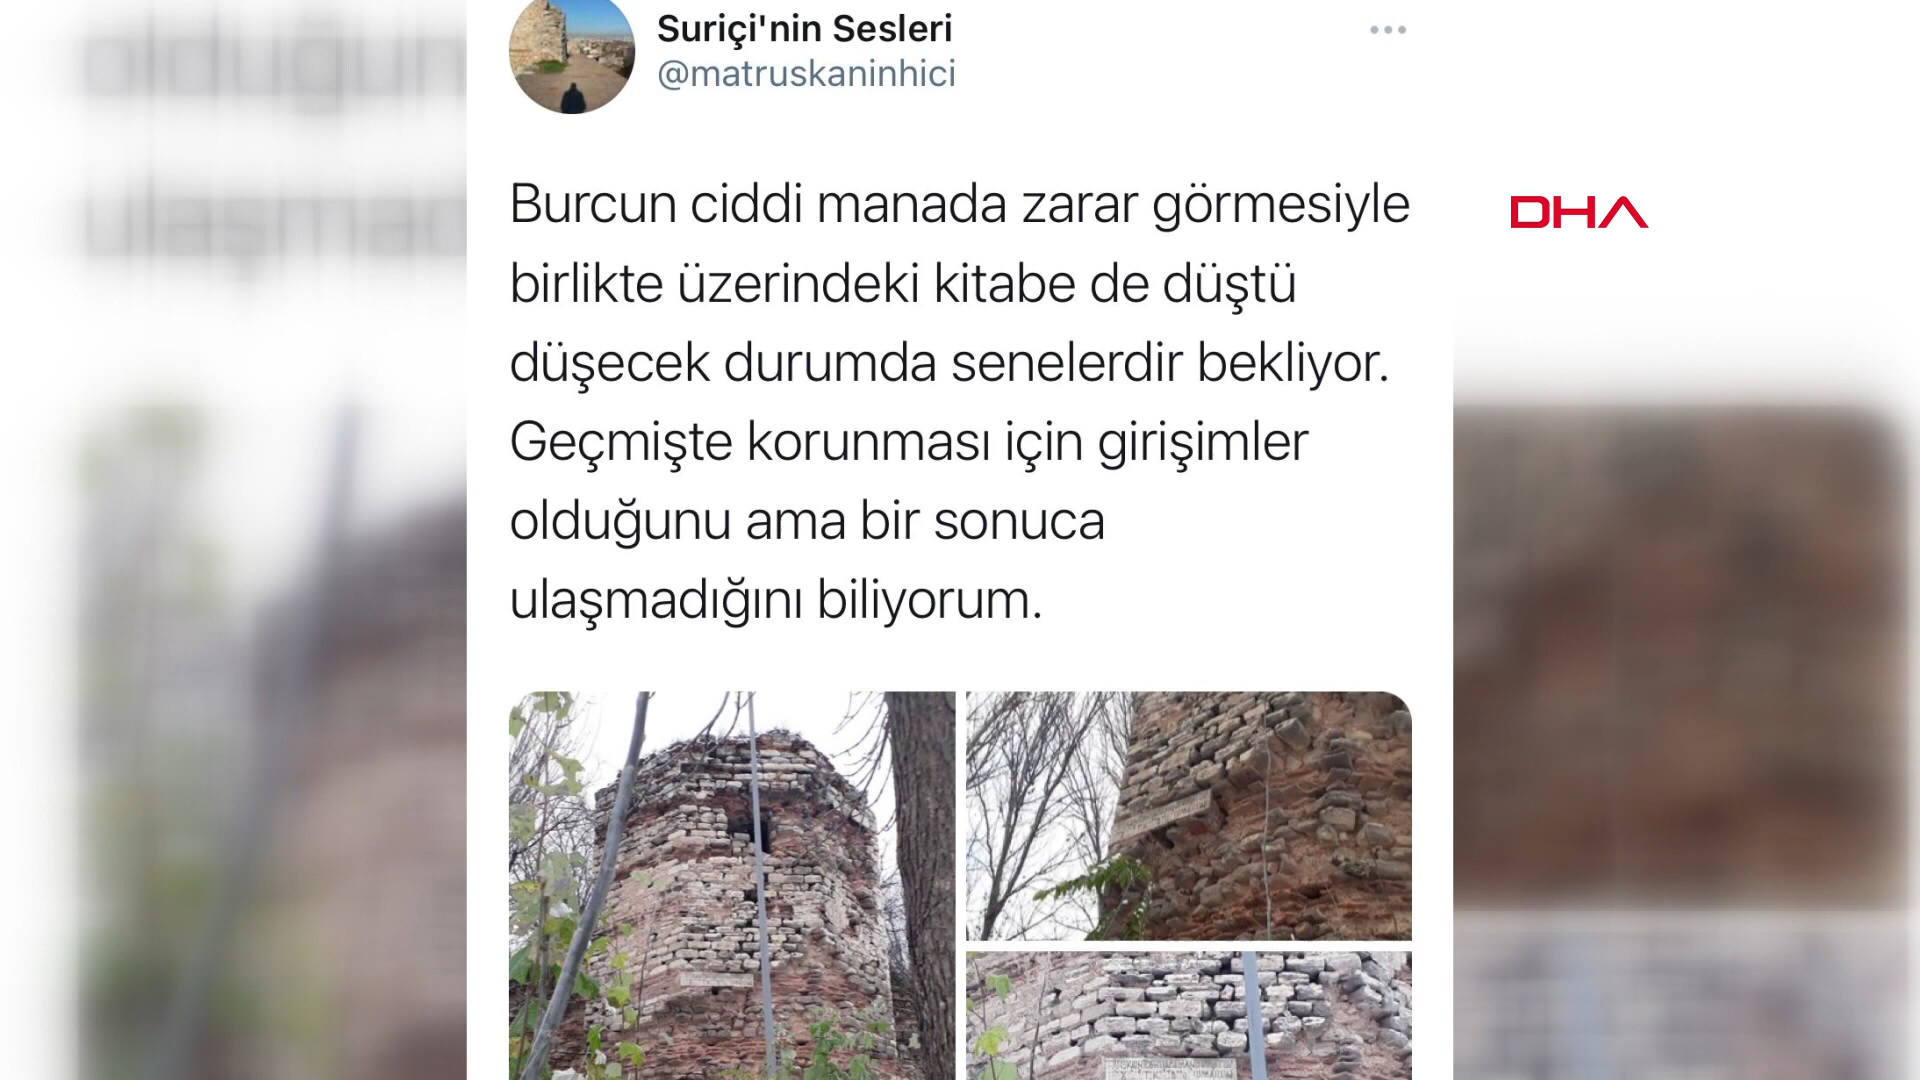 Suriçi'nin Sesleri
@matruskaninhici
DHA
Burcun ciddi manada zarar görmesiyle
birlikte üzerindeki kitabe de düştü
düşecek durumda senelerdir bekliyor.
Geçmişte korunması için girişimler
olduğunu ama bir sonuca
ulaşmadığını biliyorum.